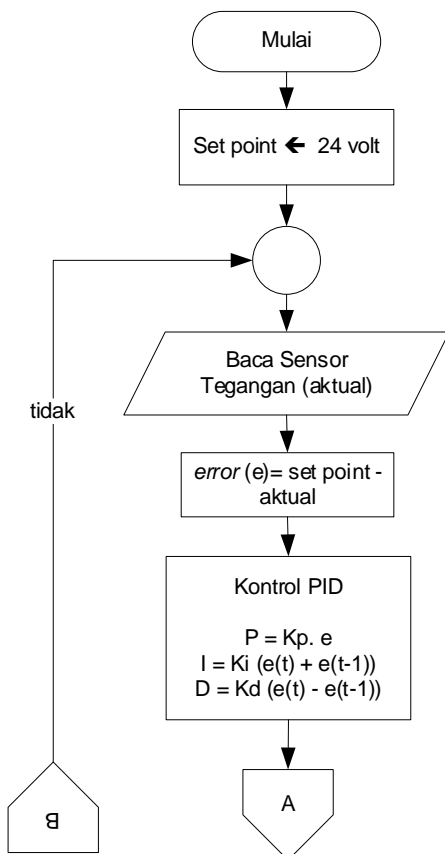 Mulai
Set point 🡸 24 volt
Baca Sensor
Tegangan (aktual)
tidak
error (e)= set point -
aktual
Kontrol PID
P = Kp. e
I = Ki (e(t) + e(t-1))
D = Kd (e(t) - e(t-1))
A
B